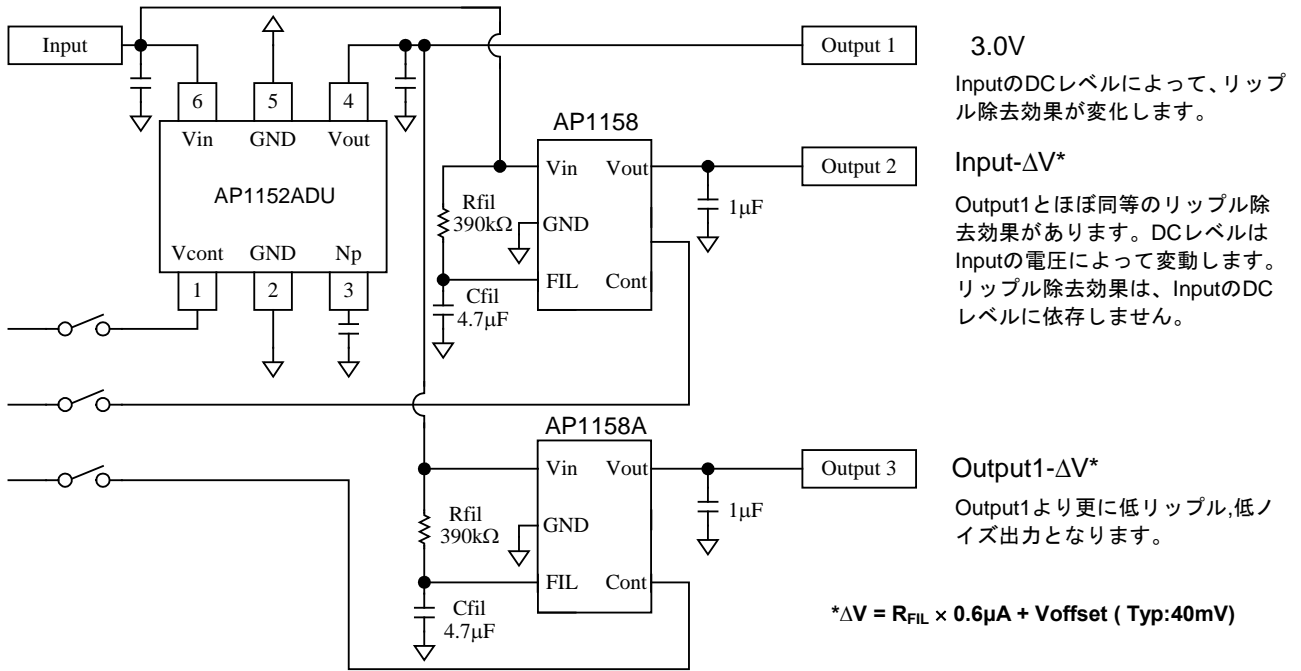 Input
6
5
4
Vin
GND
Vout
AP1152ADU
Vcont
GND
Np
1
2
3
AP1158
Vin
Vout
Rfil
390kΩ
GND
FIL
Cont
Cfil
4.7μF
1μF
AP1158A
Vin
Vout
Rfil
390kΩ
GND
FIL
Cont
Cfil
4.7μF
1μF
Output 1
3.0V
InputのDCレベルによって、リップ
ル除去効果が変化します。
Output 2
Input-ΔV*
Output1とほぼ同等のリップル除
去効果があります。DCレベルは
Inputの電圧によって変動します。
リップル除去効果は、InputのDC
レベルに依存しません。
Output 3
Output1-ΔV*
Output1より更に低リップル,低ノ
イズ出力となります。
*ΔV = RFIL × 0.6μA + Voffset ( Typ:40mV)